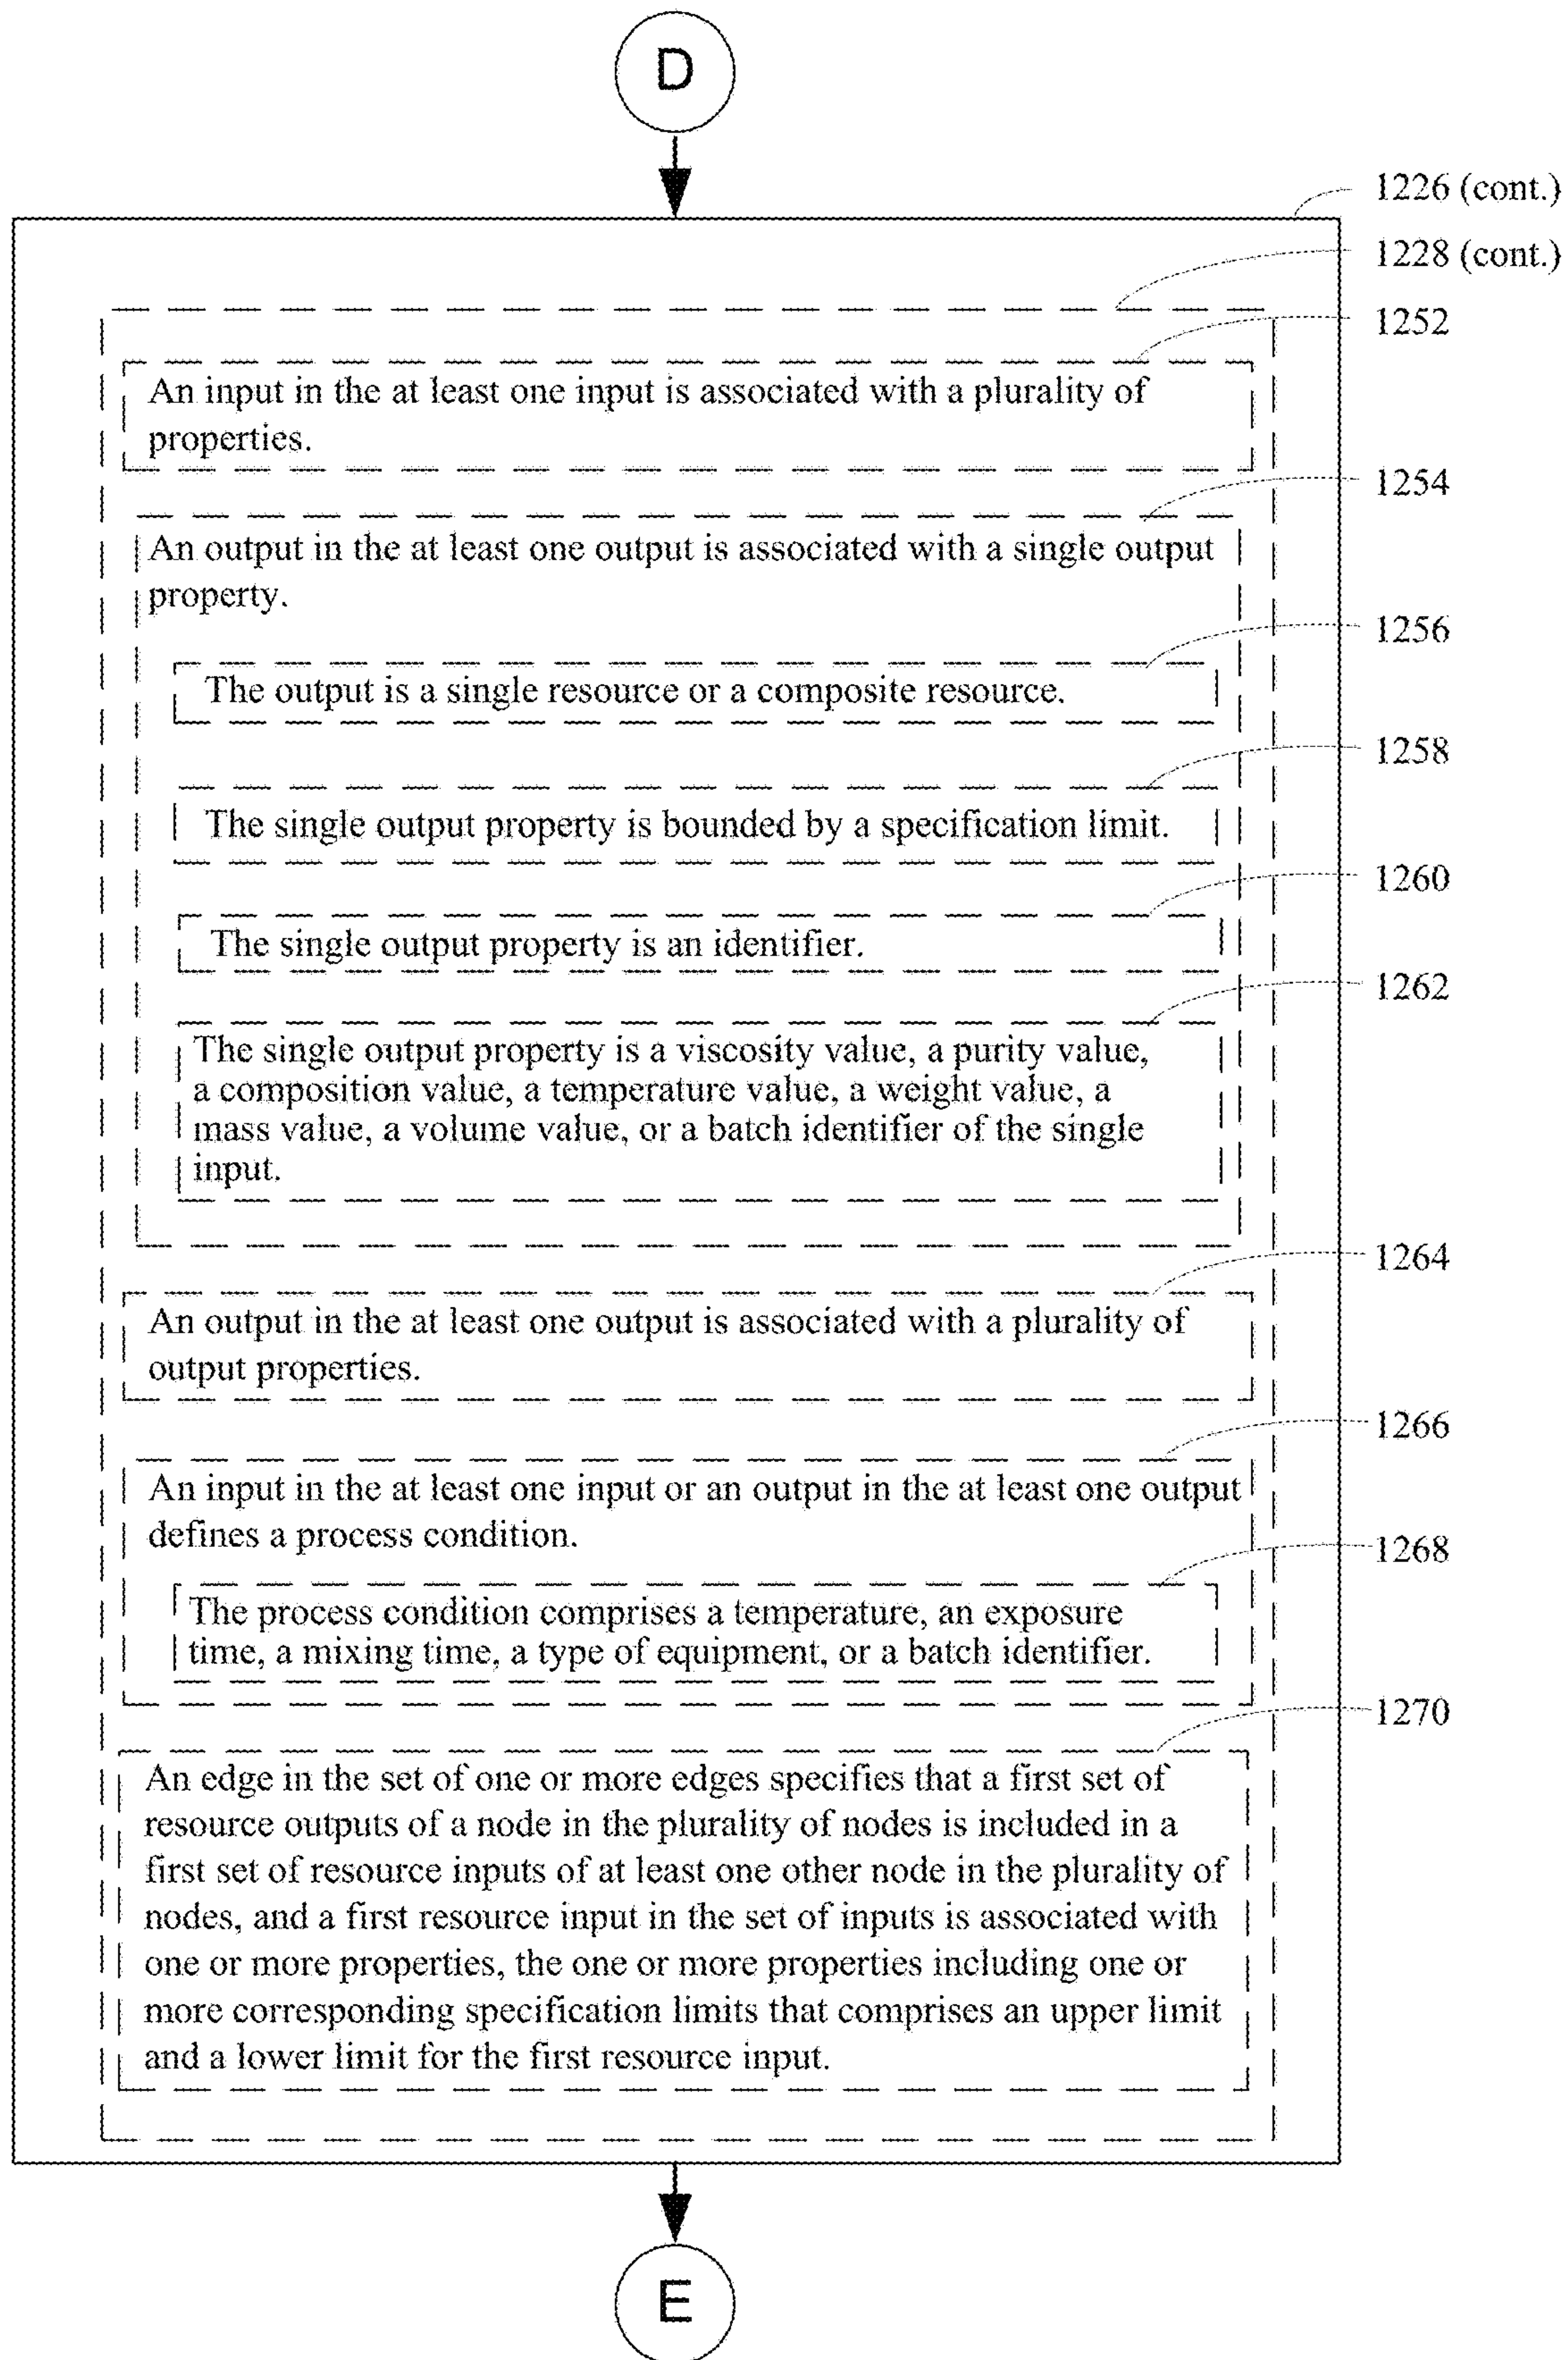 D
1226 (cont.)
1228 (cont.)
1252
An input in the at least one input is associated with a plurality of
properties.
1254
An output in the at least one output is associated with a single output
property.
1256
The output is a single resource or a composite resource.
1258
The single output property is bounded by a specification limit.
1260
The single output property is an identifier.
1262
The single output property is a viscosity value, a purity value,
a composition value, a temperature value, a weight value, a
mass value, a volume value, or a batch identifier of the single
input.
1264
An output in the at least one output is associated with a plurality of
output properties.
1266
An input in the at least one input or an output in the at least one output
defines a process condition.
1268
The process condition comprises a temperature, an exposure
time, a mixing time, a type of equipment, or a batch identifier.
1270
An edge in the set of one or more edges specifies that a first set of
resource outputs of a node in the plurality of nodes is included in a
first set of resource inputs of at least one other node in the plurality of
nodes, and a first resource input in the set of inputs is associated with
one or more properties, the one or more properties including one or
more corresponding specification limits that comprises an upper limit
and a lower limit for the first resource input.
E